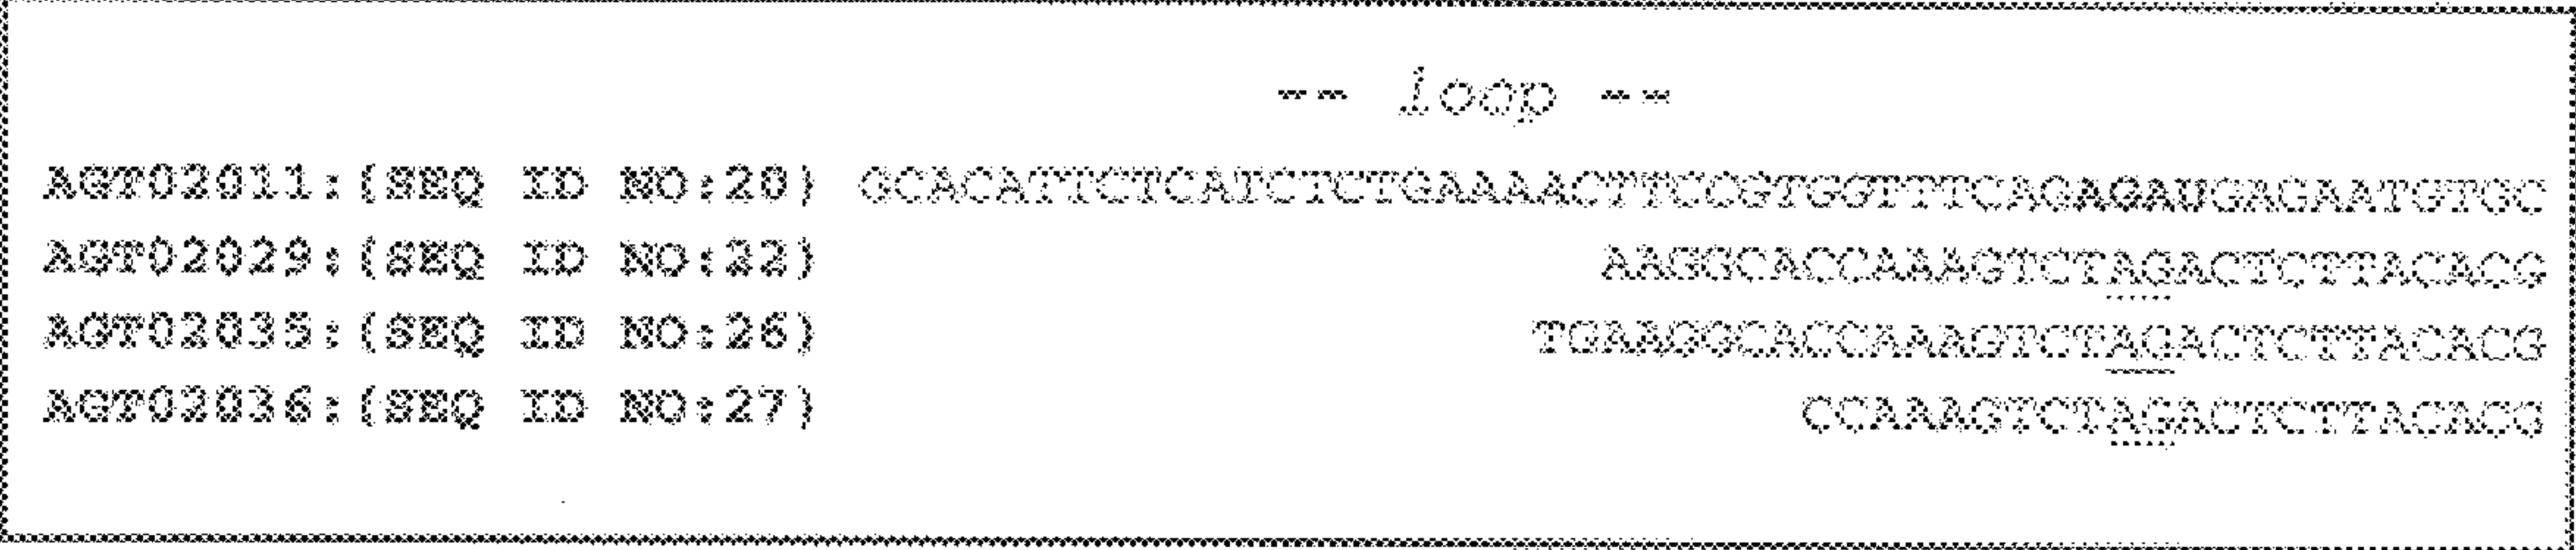 -- loop --
AGT02011:(SEQ ID NO:20) GCACATTCTCATCTCTGAAAACTTCCGTGGTTTCAGAGAUGAGAATGTGC
AGT02029:(SEQ ID NO:22) AAGGCACCAAAGTCTAGACTCTTACACG
AGT02035:(SEQ ID NO:26) TGAAGGCACCAAAGTCTAGACTCTTACACG
AGT02036:(SEQ ID NO:27) CCAAAGTCTAGACTCTTACACG